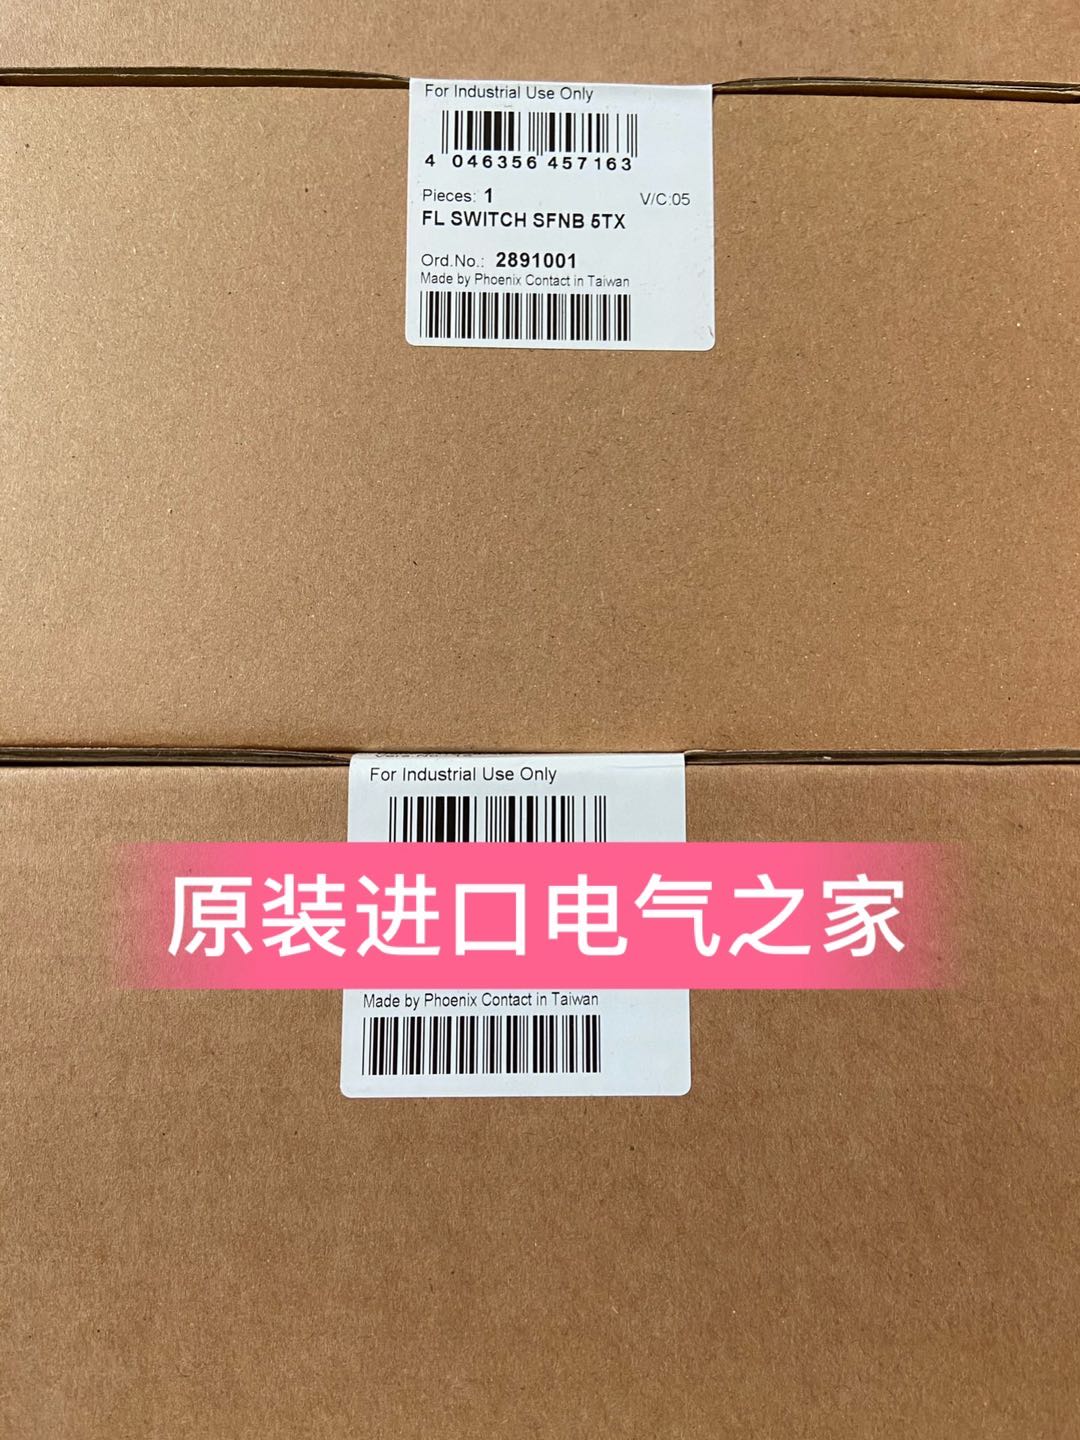 For Industrial Use Only
4 046356 457163
Pieces: 1
V/C:05
FL SWITCH SFNB 5TX
Ord.No.: 2891001
Made by Phoenix Contact in Taiwan
For Industrial Use Only
原装进口电气之家
Made by Phoenix Contact in Taiwan